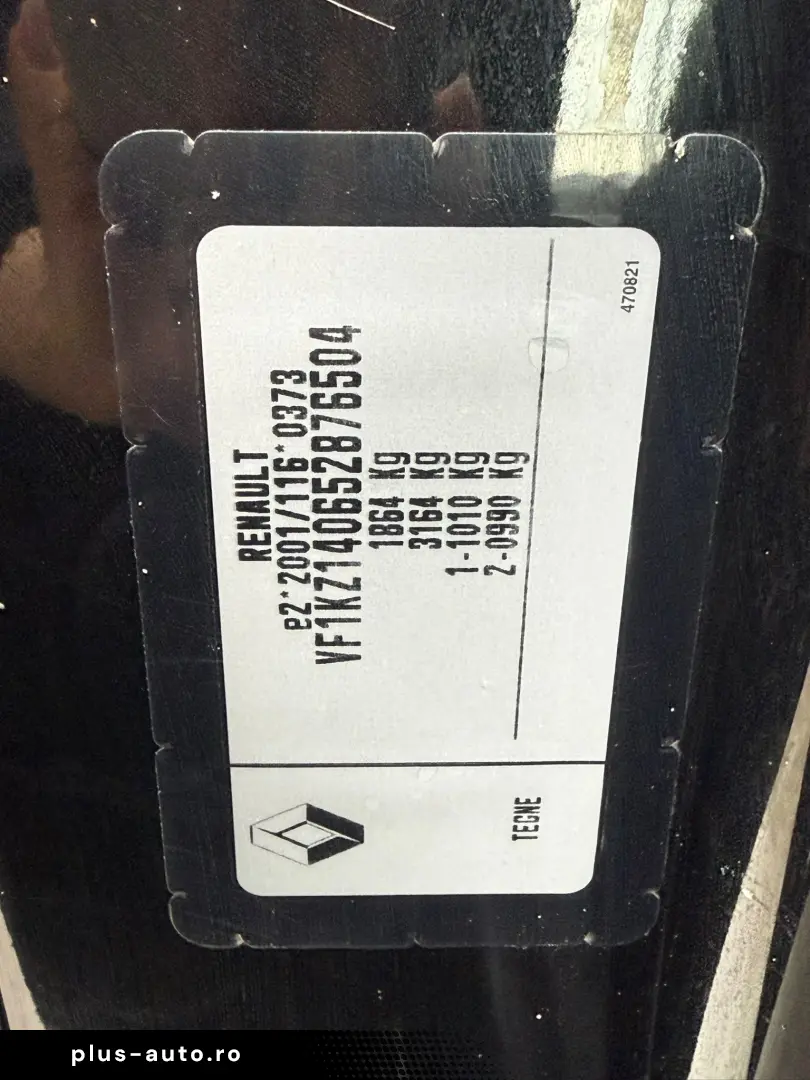 RENAULT
e2*2001/116*0373
VF1KZ140652876504
1864 Kg
3164 Kg
1-1010 Kg
2-0990 Kg
470821
TEGNE
plus-auto.ro